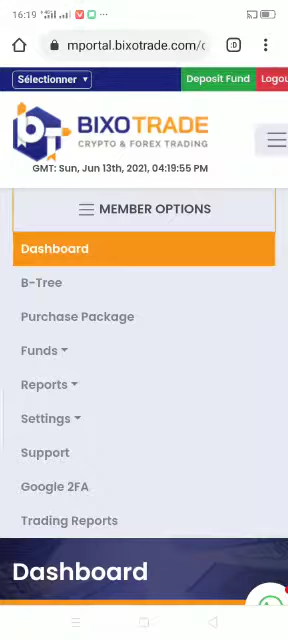 16:19
mportal.bixotrade.com/c
:D
Sélectionner
Deposit Fund
Logou
BIXOTRADE
CRYPTO & FOREX TRADING
GMT: Sun, Jun 13th, 2021, 04:19:55 PM
MEMBER OPTIONS
Dashboard
B-Tree
Purchase Package
Funds
Reports
Settings
Support
Google 2FA
Trading Reports
Dashboard